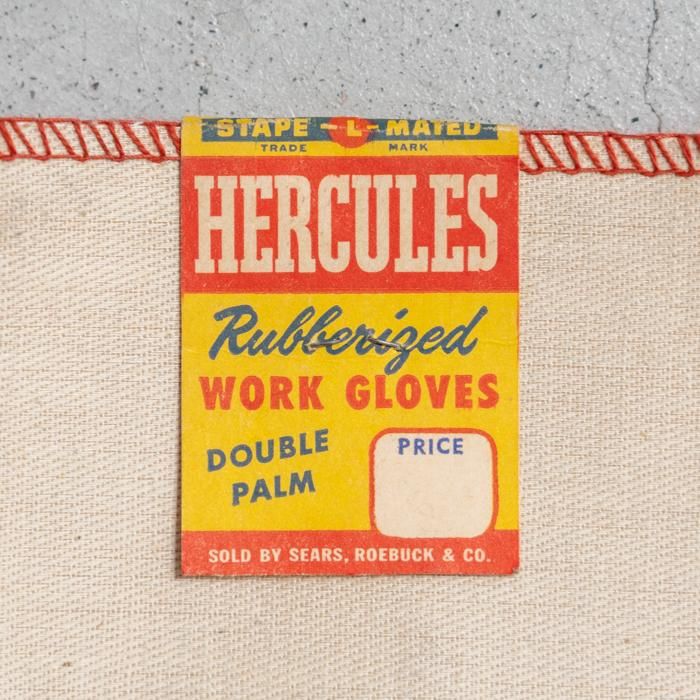 STAPE-L-MATED
TRADE MARK
HERCULES
Rubberized
WORK GLOVES
DOUBLE
PALM
PRICE
SOLD BY SEARS, ROEBUCK & CO.